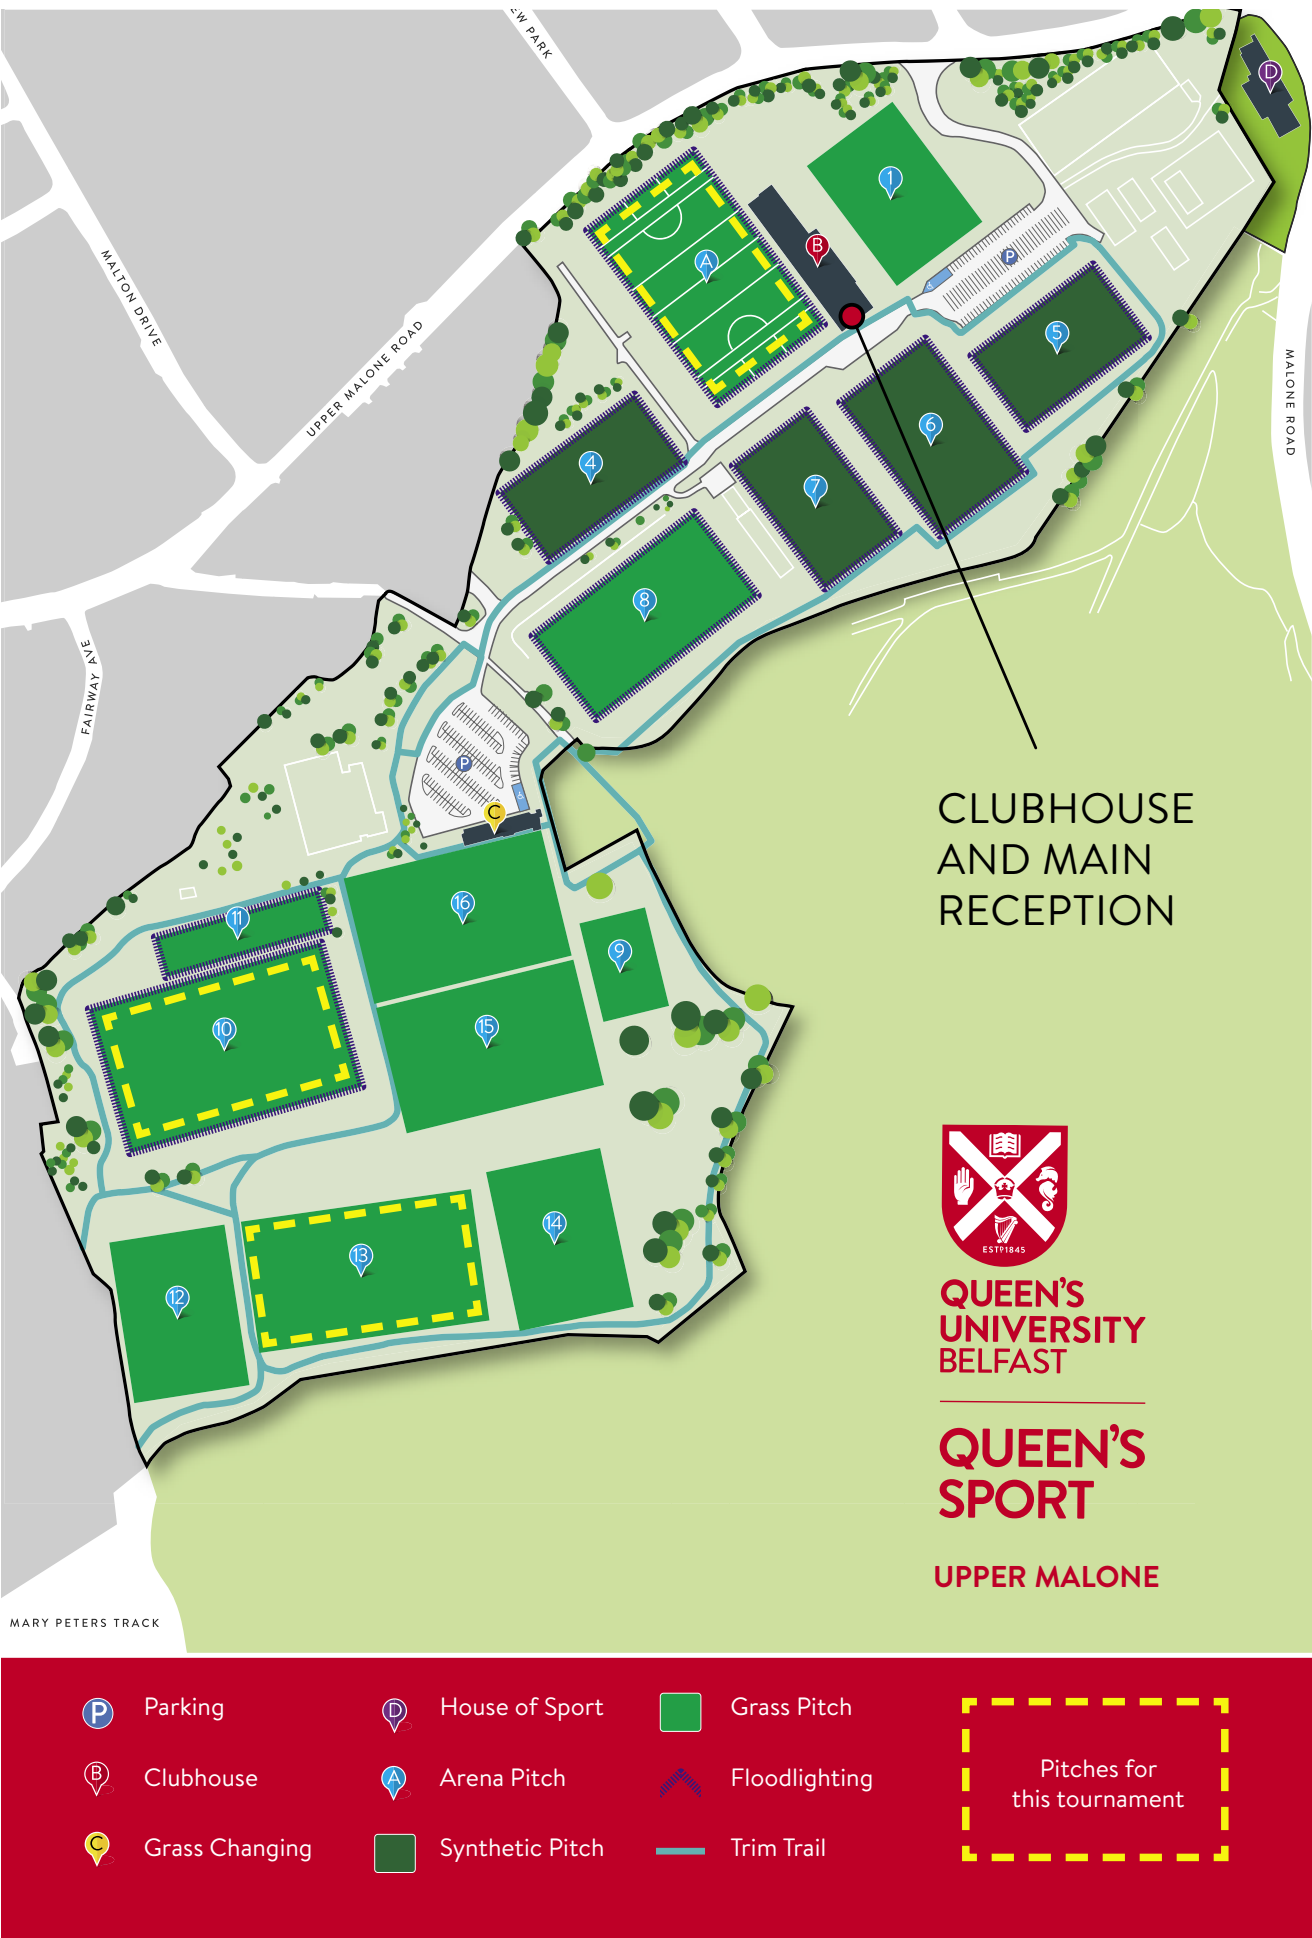 EW PARK
MALTON DRIVE
UPPER MALONE ROAD
FAIRWAY AVE
MALONE ROAD
D
1
B
A
P
5
6
4
7
8
P
C
CLUBHOUSE
AND MAIN
RECEPTION
16
11
9
10
15
14
13
12
ESTD 1845
QUEEN'S
UNIVERSITY
BELFAST
QUEEN'S
SPORT
UPPER MALONE
MARY PETERS TRACK
P Parking
B Clubhouse
C Grass Changing
D House of Sport
A Arena Pitch
Synthetic Pitch
Grass Pitch
Floodlighting
Trim Trail
Pitches for
this tournament